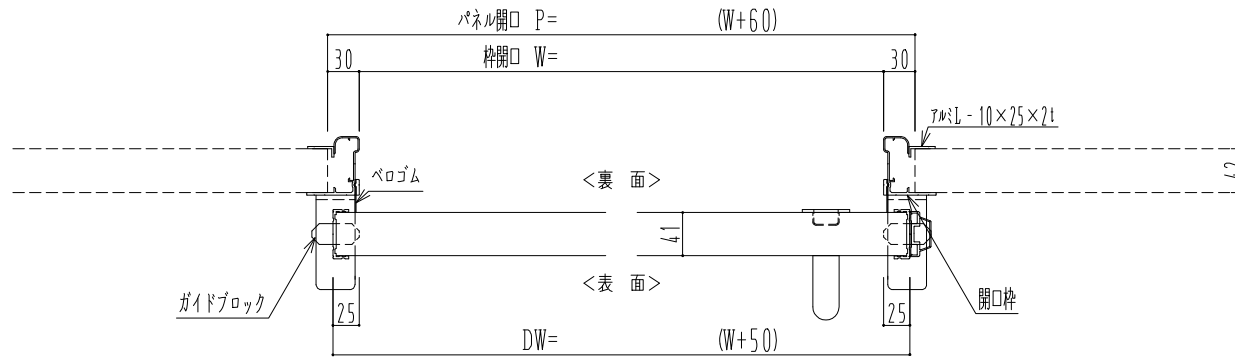 パネル開口 P= (W+60)
30 枠開口 W= 30
アルミL-10×25×2t
ベロゴム
<裏 面>
41
<表 面>
ガイドブロック
開口枠
25 25
DW= (W+50)